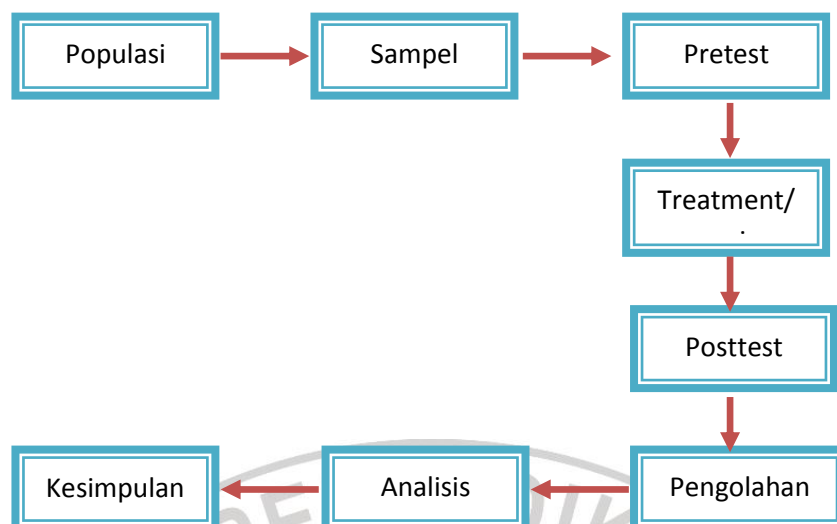 Populasi
Sampel
Pretest
Treatment/
Posttest
Pengolahan
Analisis
Kesimpulan